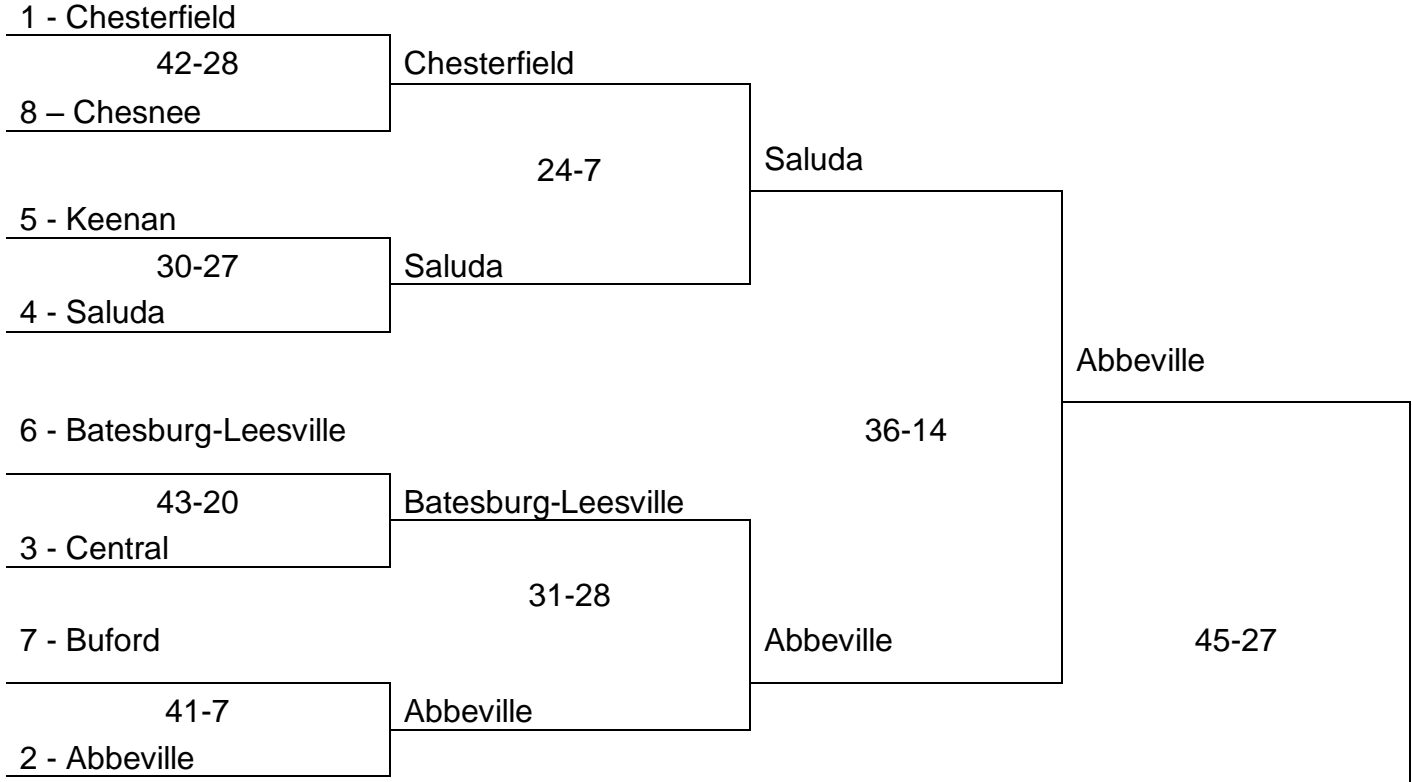 1 - Chesterfield
42-28
Chesterfield
8 – Chesnee
24-7
Saluda
5 - Keenan
30-27
Saluda
4 - Saluda
Abbeville
6 - Batesburg-Leesville
36-14
43-20
Batesburg-Leesville
3 - Central
31-28
7 - Buford
Abbeville
45-27
41-7
Abbeville
2 - Abbeville